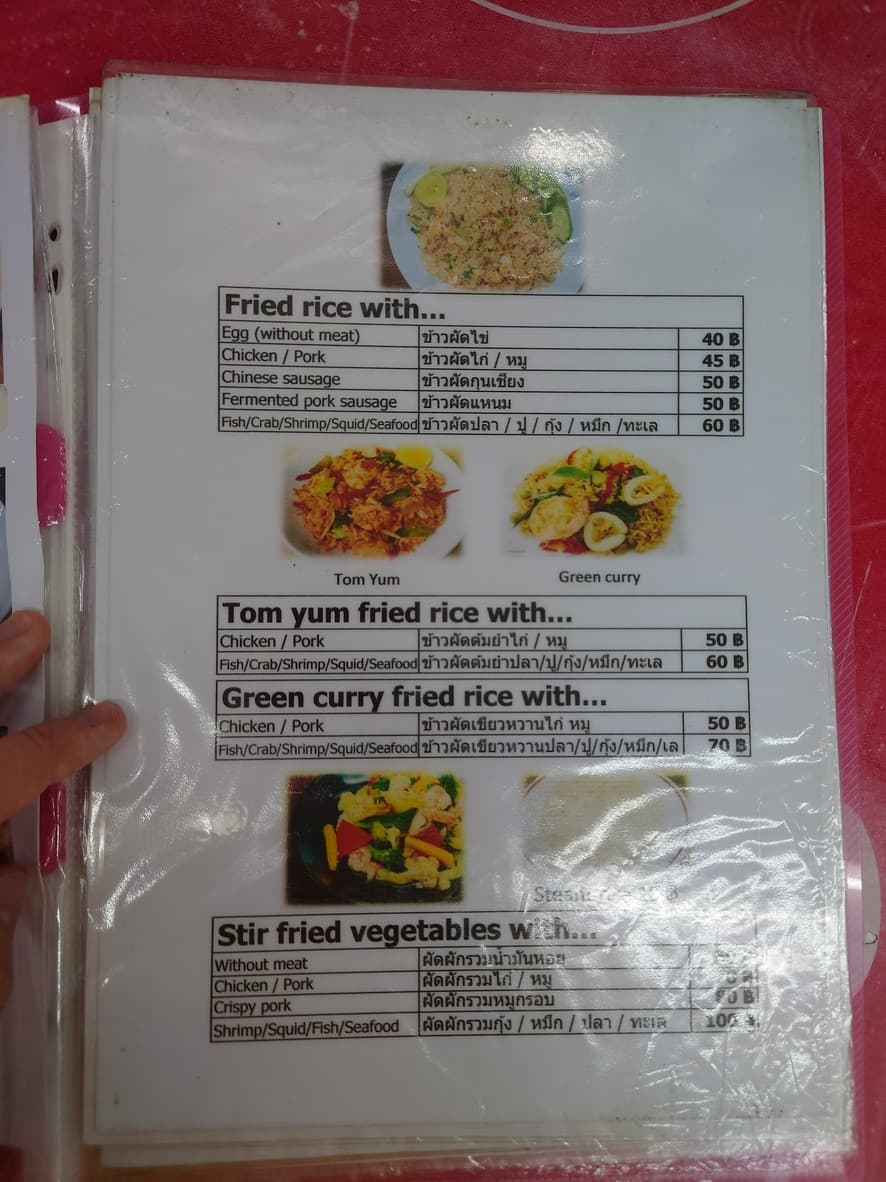 Fried rice with...
Egg (without meat) ข้าวผัดไข่ 40 ฿
Chicken / Pork ข้าวผัดไก่ / หมู 45 ฿
Chinese sausage ข้าวผัดกุนเชียง 50 ฿
Fermented pork sausage ข้าวผัดแหนม 50 ฿
Fish/Crab/Shrimp/Squid/Seafood ข้าวผัดปลา / ปู / กุ้ง / หมึก /ทะเล 60 ฿
Tom Yum Green curry
Tom yum fried rice with...
Chicken / Pork ข้าวผัดต้มยำไก่ / หมู 50 ฿
Fish/Crab/Shrimp/Squid/Seafood ข้าวผัดต้มยำปลา/ปู/กุ้ง/หมึก/ทะเล 60 ฿
Green curry fried rice with...
Chicken / Pork ข้าวผัดเขียวหวานไก่ หมู 50 ฿
Fish/Crab/Shrimp/Squid/Seafood ข้าวผัดเขียวหวานปลา/ปู/กุ้ง/หมึก/เล 70 ฿
Stir fried vegetables with...
Without meat ผัดผักรวมน้ำมันหอย
Chicken / Pork ผัดผักรวมไก่ / หมู
Crispy pork ผัดผักรวมหมูกรอบ
Shrimp/Squid/Fish/Seafood ผัดผักรวมกุ้ง / หมึก / ปลา / ทะเล 100